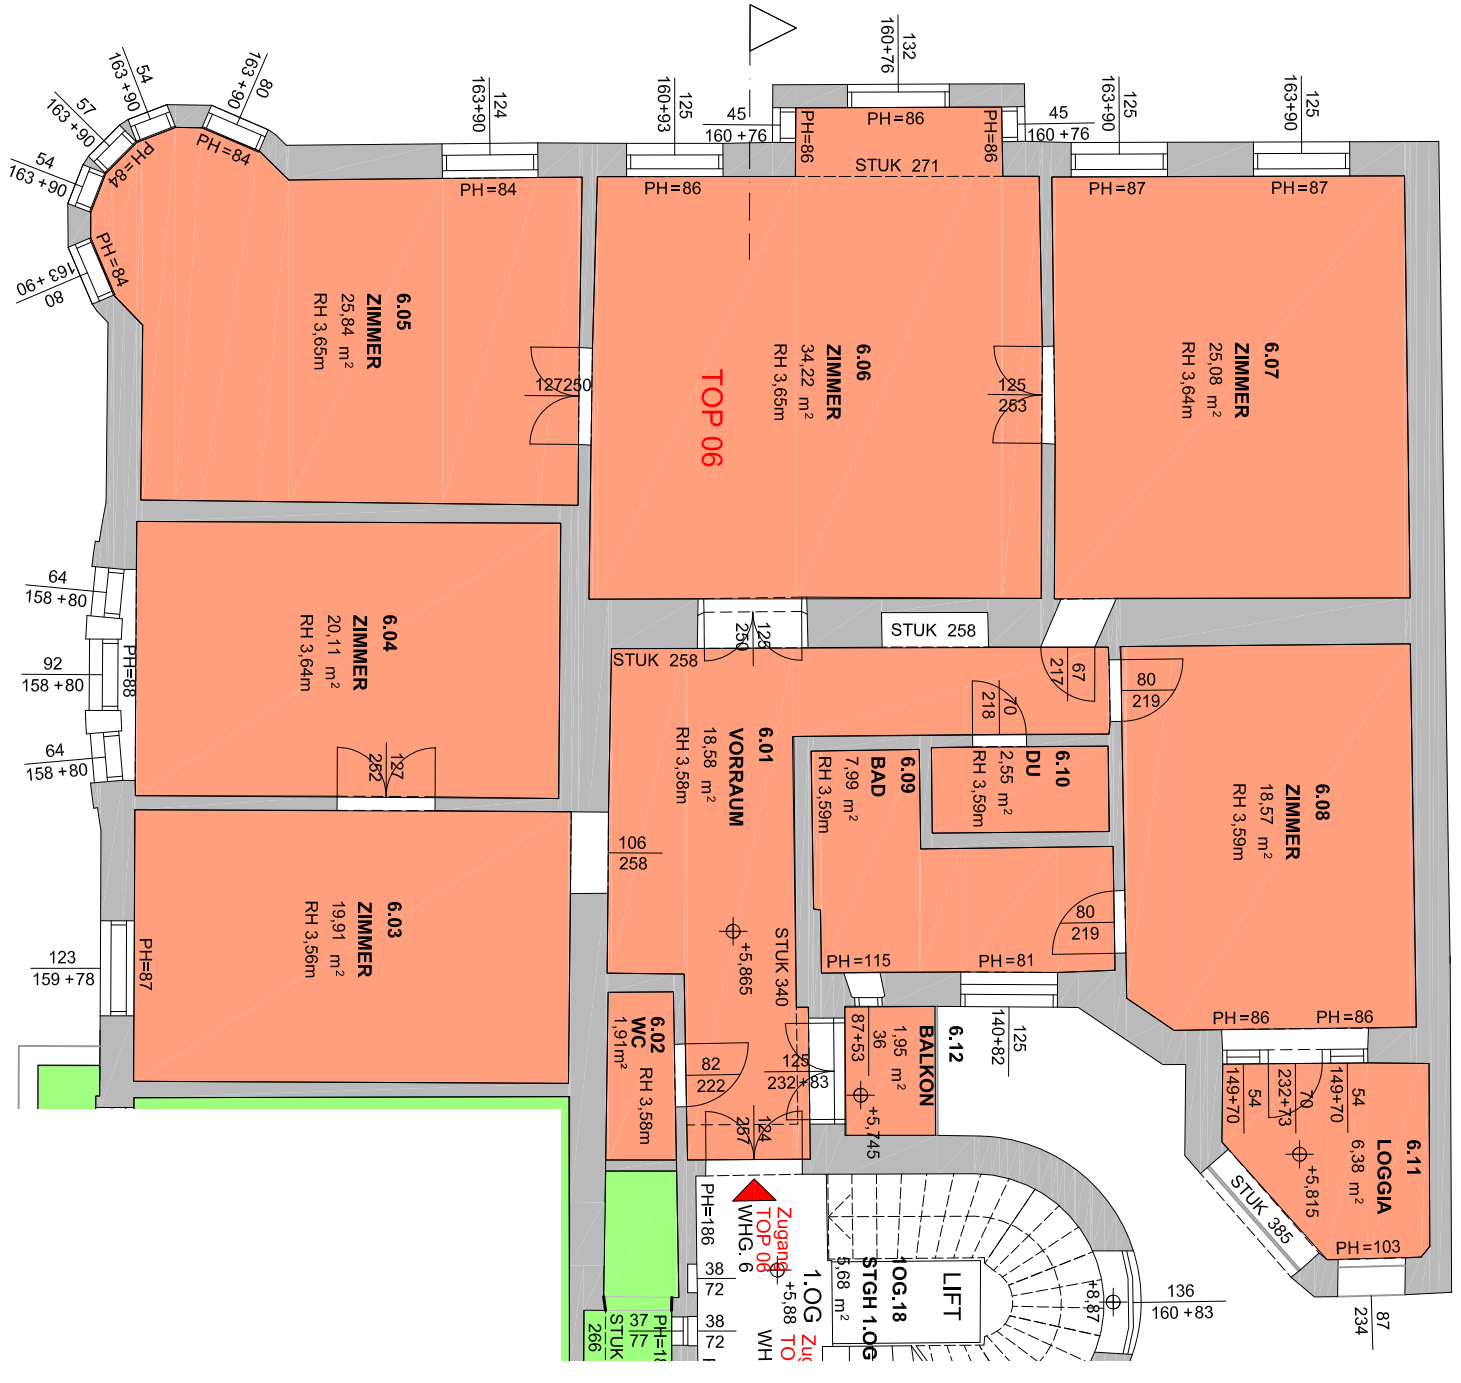 132
160+76
45
160 +76
45
160 +76
PH=86
PH=86
PH=86
STUK 271
54
163 +90
80
163 +90
57
163 +90
54
163 +90
80
163 +90
PH=84
PH=84
PH=84
124
163+90
PH=84
125
160+93
PH=86
125
163+90
PH=87
125
163+90
PH=87
6.05
ZIMMER
25,84 m²
RH 3,65m
127250
6.06
ZIMMER
34,22 m²
RH 3,65m
TOP 06
125
253
6.07
ZIMMER
25,08 m²
RH 3,64m
64
158 +80
92
158 +80
64
158 +80
PH=88
6.04
ZIMMER
20,11 m²
RH 3,64m
127
252
125
250
STUK 258
STUK 258
67
217
70
218
80
219
6.01
VORRAUM
18,58 m²
RH 3,58m
6.09
BAD
7,99 m²
RH 3,59m
6.10
DU
2,55 m²
RH 3,59m
6.08
ZIMMER
18,57 m²
RH 3,59m
106
258
6.03
ZIMMER
19,91 m²
RH 3,56m
123
159 +78
PH=87
+5,865
STUK 340
80
219
PH=115
PH=81
PH=86
PH=86
6.02
WC
1,91m²
RH 3,58m
82
222
125
232+83
124
257
87+53
36
6.12
BALKON
1,95 m²
+5,745
125
140+82
54
149+70
70
232+73
54
149+70
6.11
LOGGIA
6,38 m²
+5,815
STUK 385
PH=103
87
234
PH=186
Zugang
TOP 06
WHG. 6
38
72
38
72
37
77
STUK
266
+5,88
1.OG
WH
1OG.18
STGH 1.OG
5,68 m²
LIFT
+8,87
136
160 +83